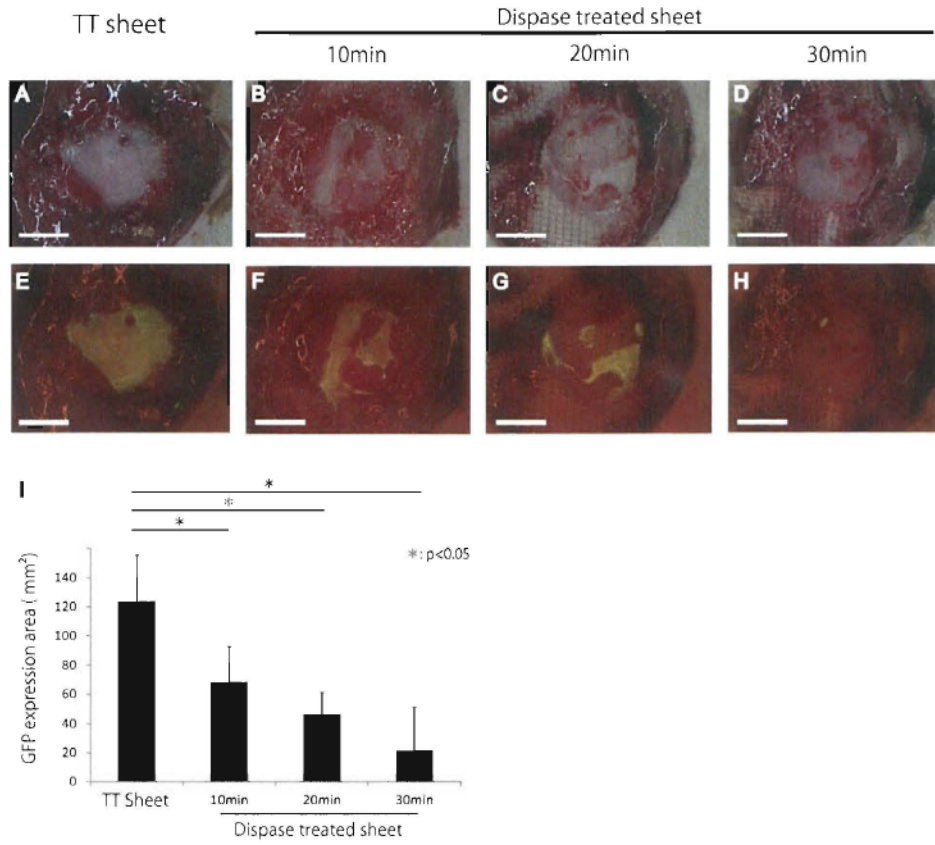 TT sheet
Dispase treated sheet
10min
20min
30min
A
B
C
D
E
F
G
H
I
*
*
*
*: p<0.05
GFP expression area ( mm²)
140
120
100
80
60
40
20
0
TT Sheet
10min
20min
30min
Dispase treated sheet